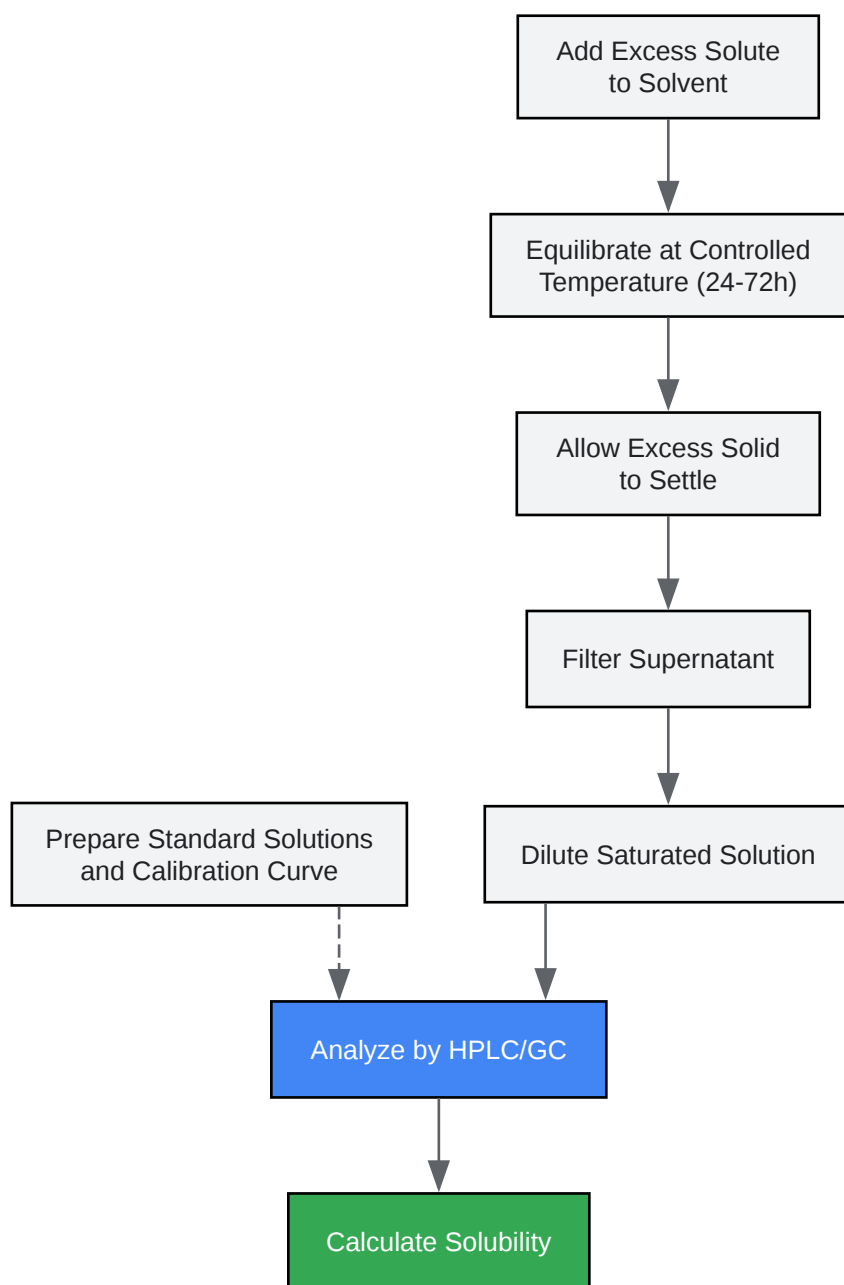 Add Excess Solute
to Solvent
Equilibrate at Controlled
Temperature (24-72h)
Allow Excess Solid
to Settle
Filter Supernatant
Prepare Standard Solutions
and Calibration Curve
Dilute Saturated Solution
Analyze by HPLC/GC
Calculate Solubility